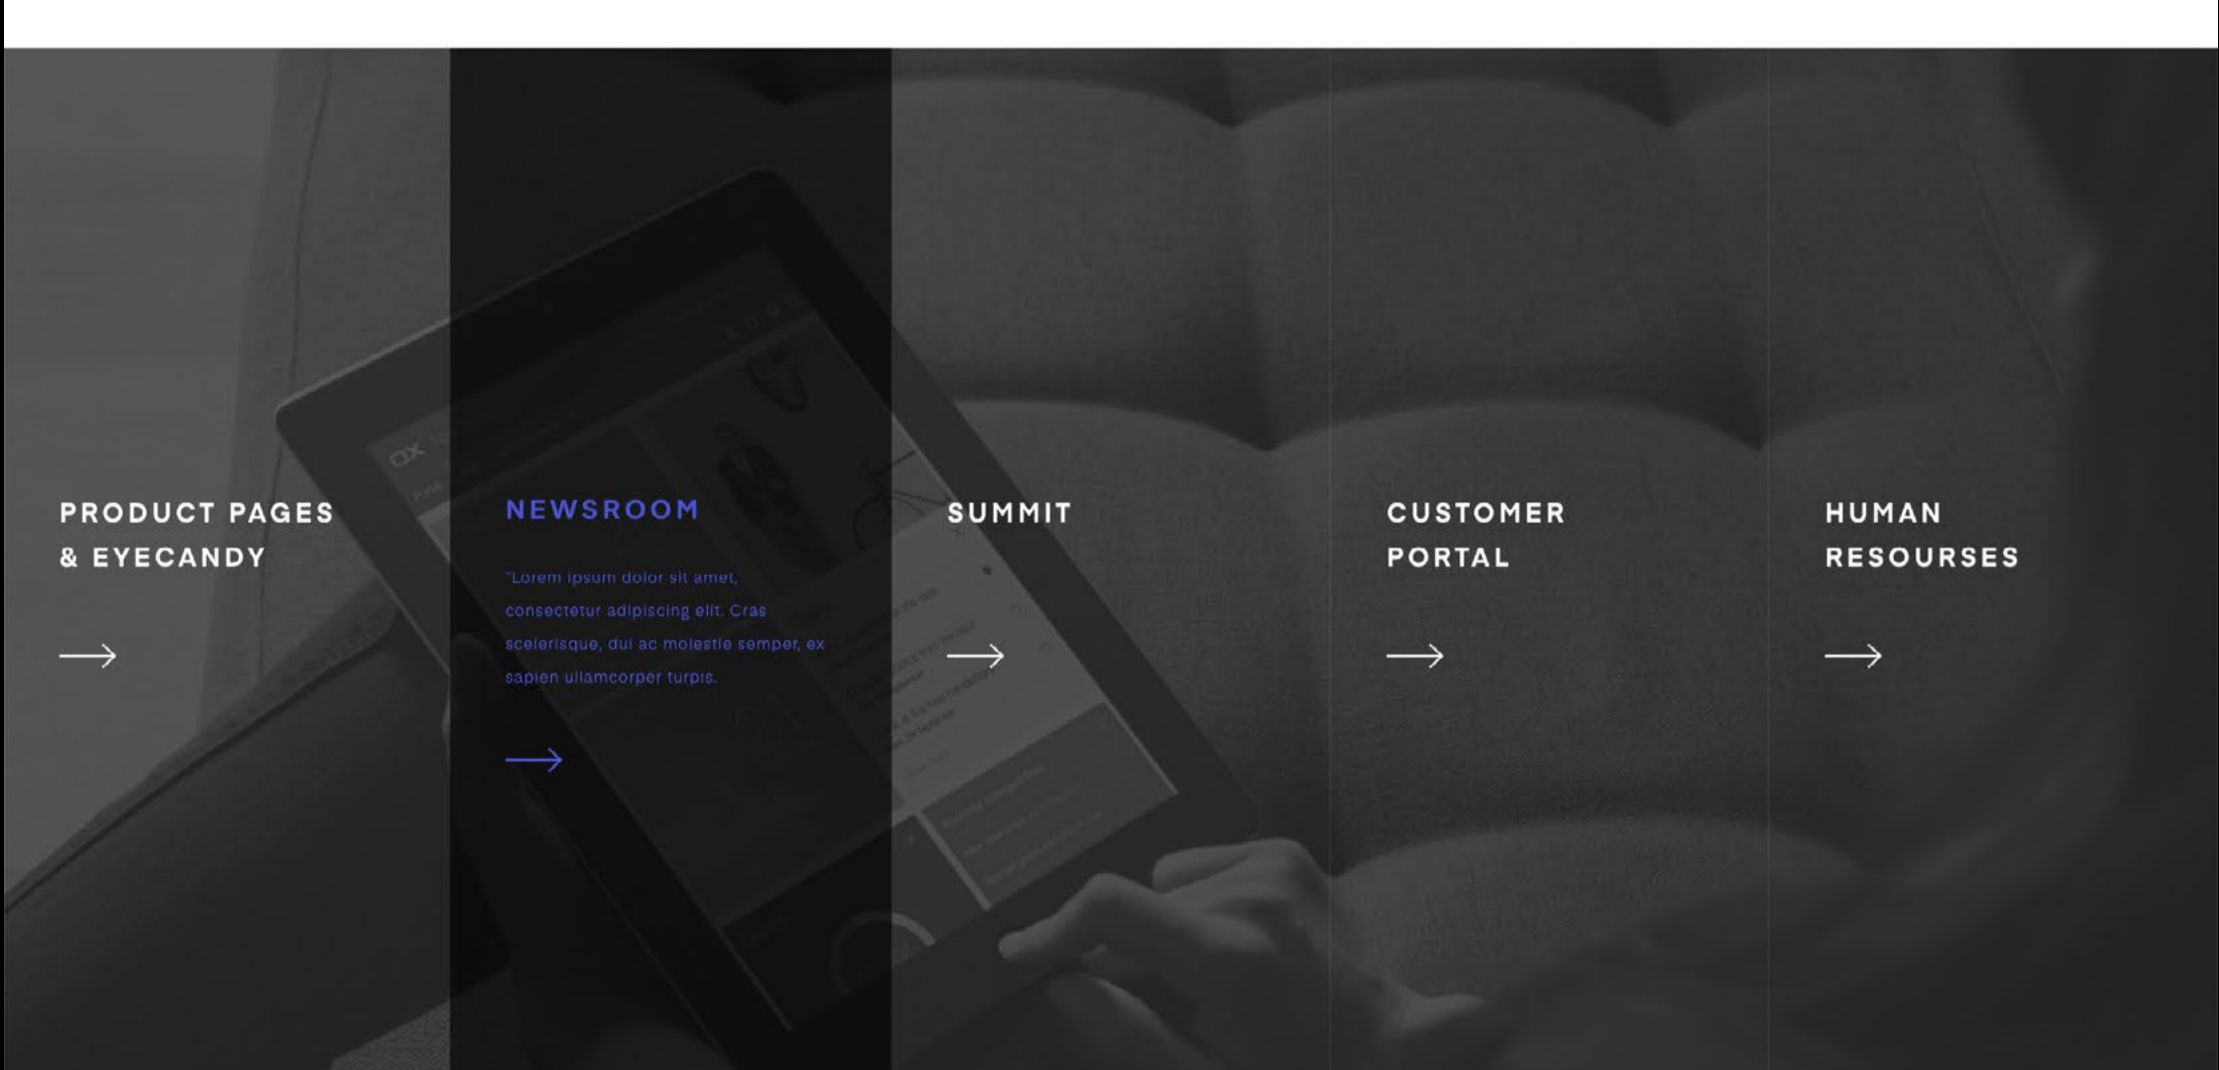 PRODUCT PAGES
& EYECANDY
NEWSROOM
"Lorem ipsum dolor sit amet,
consectetur adipiscing elit. Cras
scelerisque, dui ac molestie semper, ex
sapien ullamcorper turpis.
SUMMIT
CUSTOMER
PORTAL
HUMAN
RESOURSES
OX